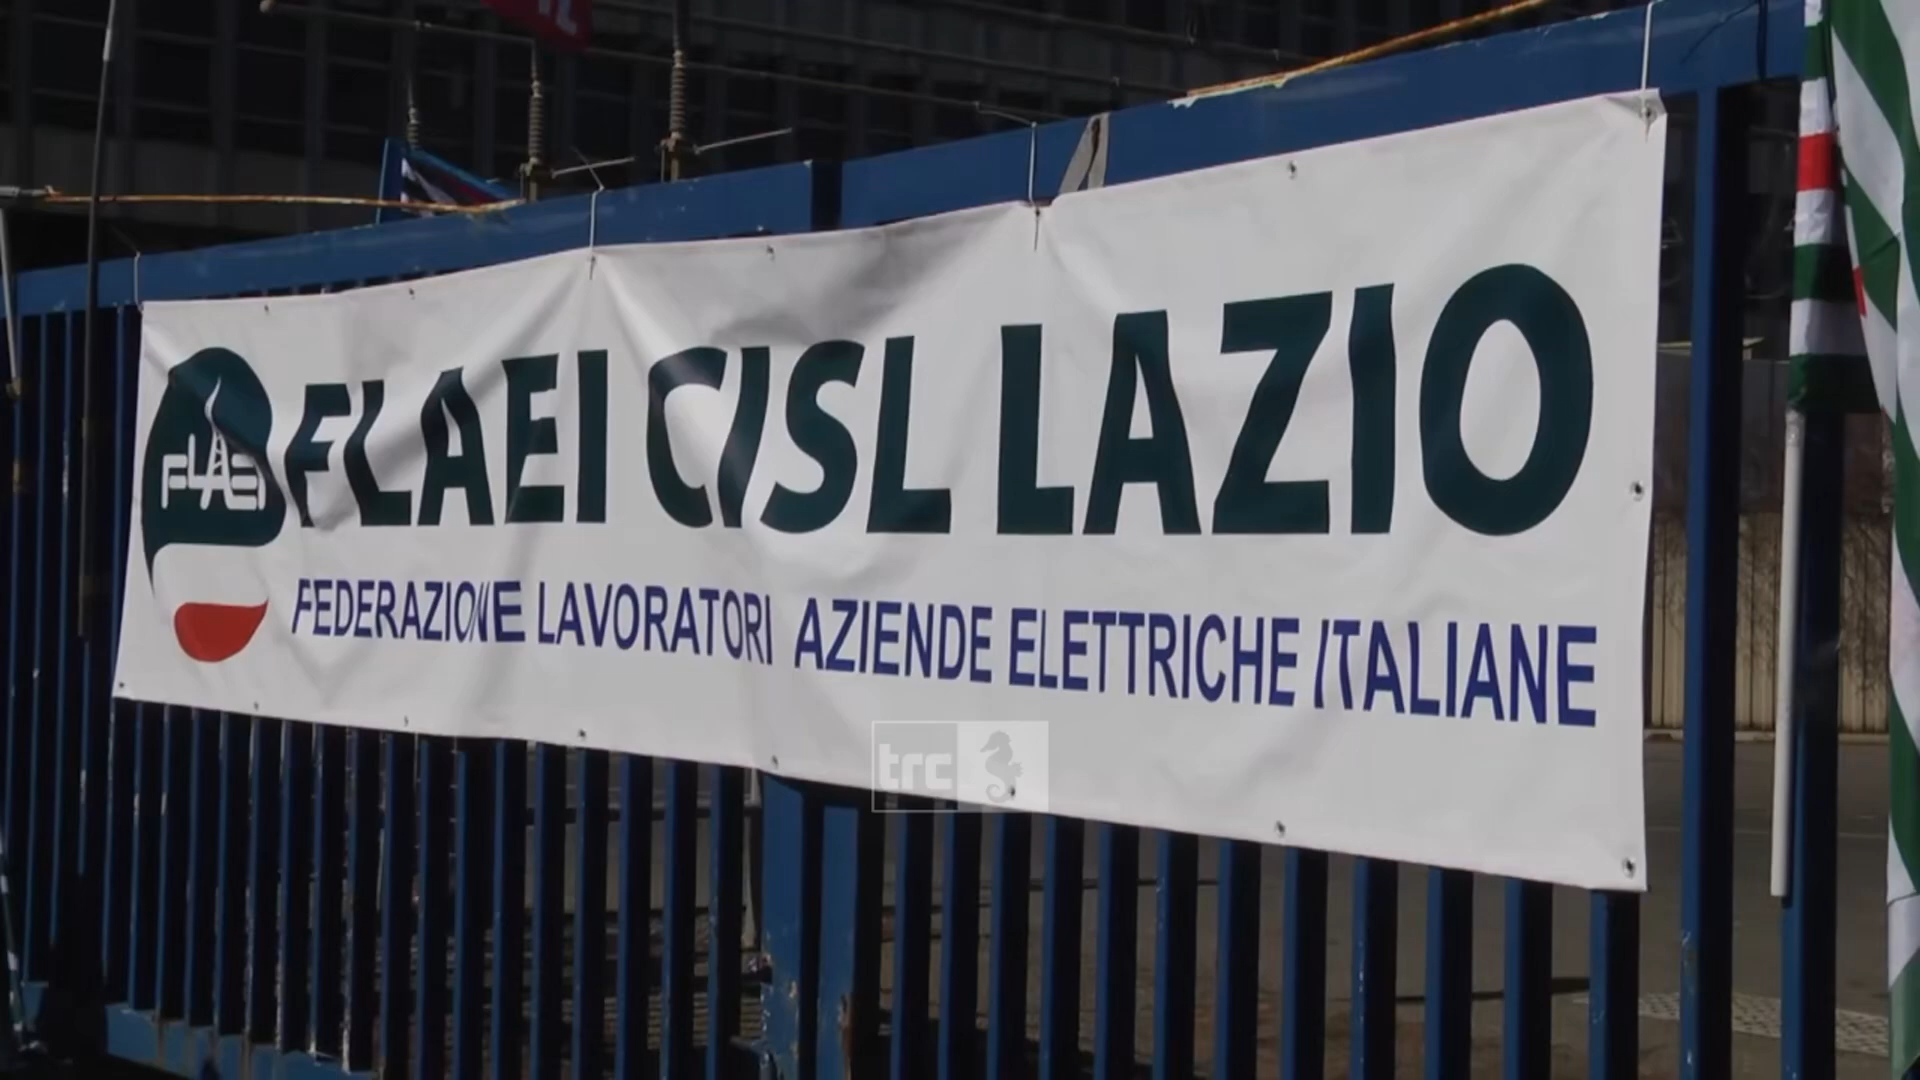 FLAEI CISL LAZIO
FLAEI
FEDERAZIONE LAVORATORI AZIENDE ELETTRICHE ITALIANE
trc